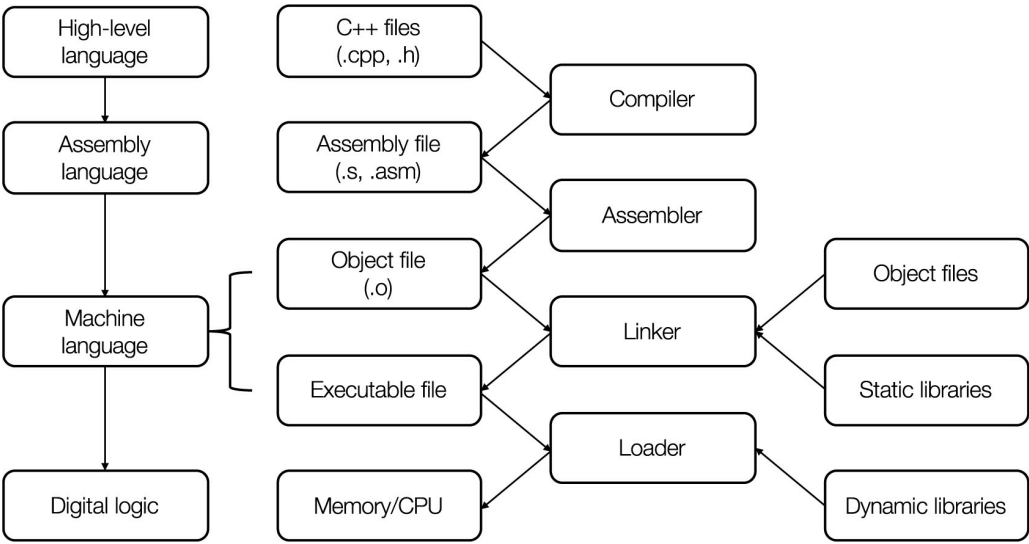 High-level
language
Assembly
language
Machine
language
Digital logic
C++ files
(.cpp, .h)
Assembly file
(.s, .asm)
Object file
(.o)
Executable file
Memory/CPU
Compiler
Assembler
Linker
Loader
Object files
Static libraries
Dynamic libraries